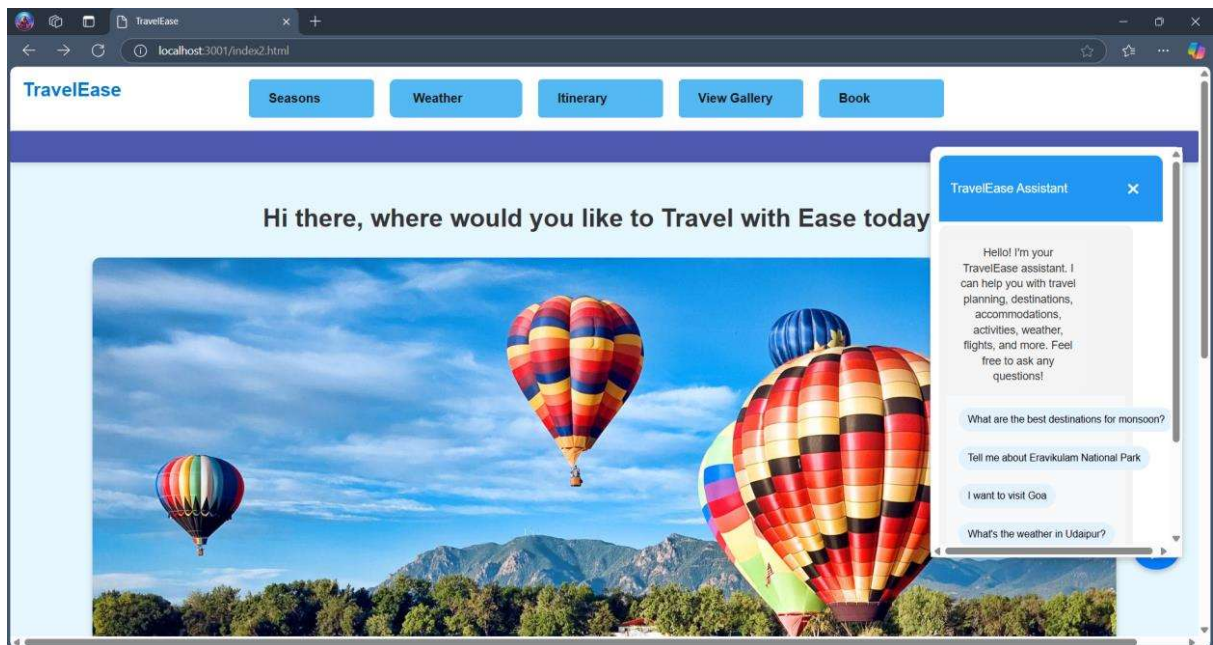 TravelEase
localhost:3001/index2.html
TravelEase
Seasons
Weather
Itinerary
View Gallery
Book
Hi there, where would you like to Travel with Ease today
TravelEase Assistant
Hello! I'm your
TravelEase assistant. I
can help you with travel
planning, destinations,
accommodations,
activities, weather,
flights, and more. Feel
free to ask any
questions!
What are the best destinations for monsoon?
Tell me about Eravikulam National Park
I want to visit Goa
What's the weather in Udaipur?